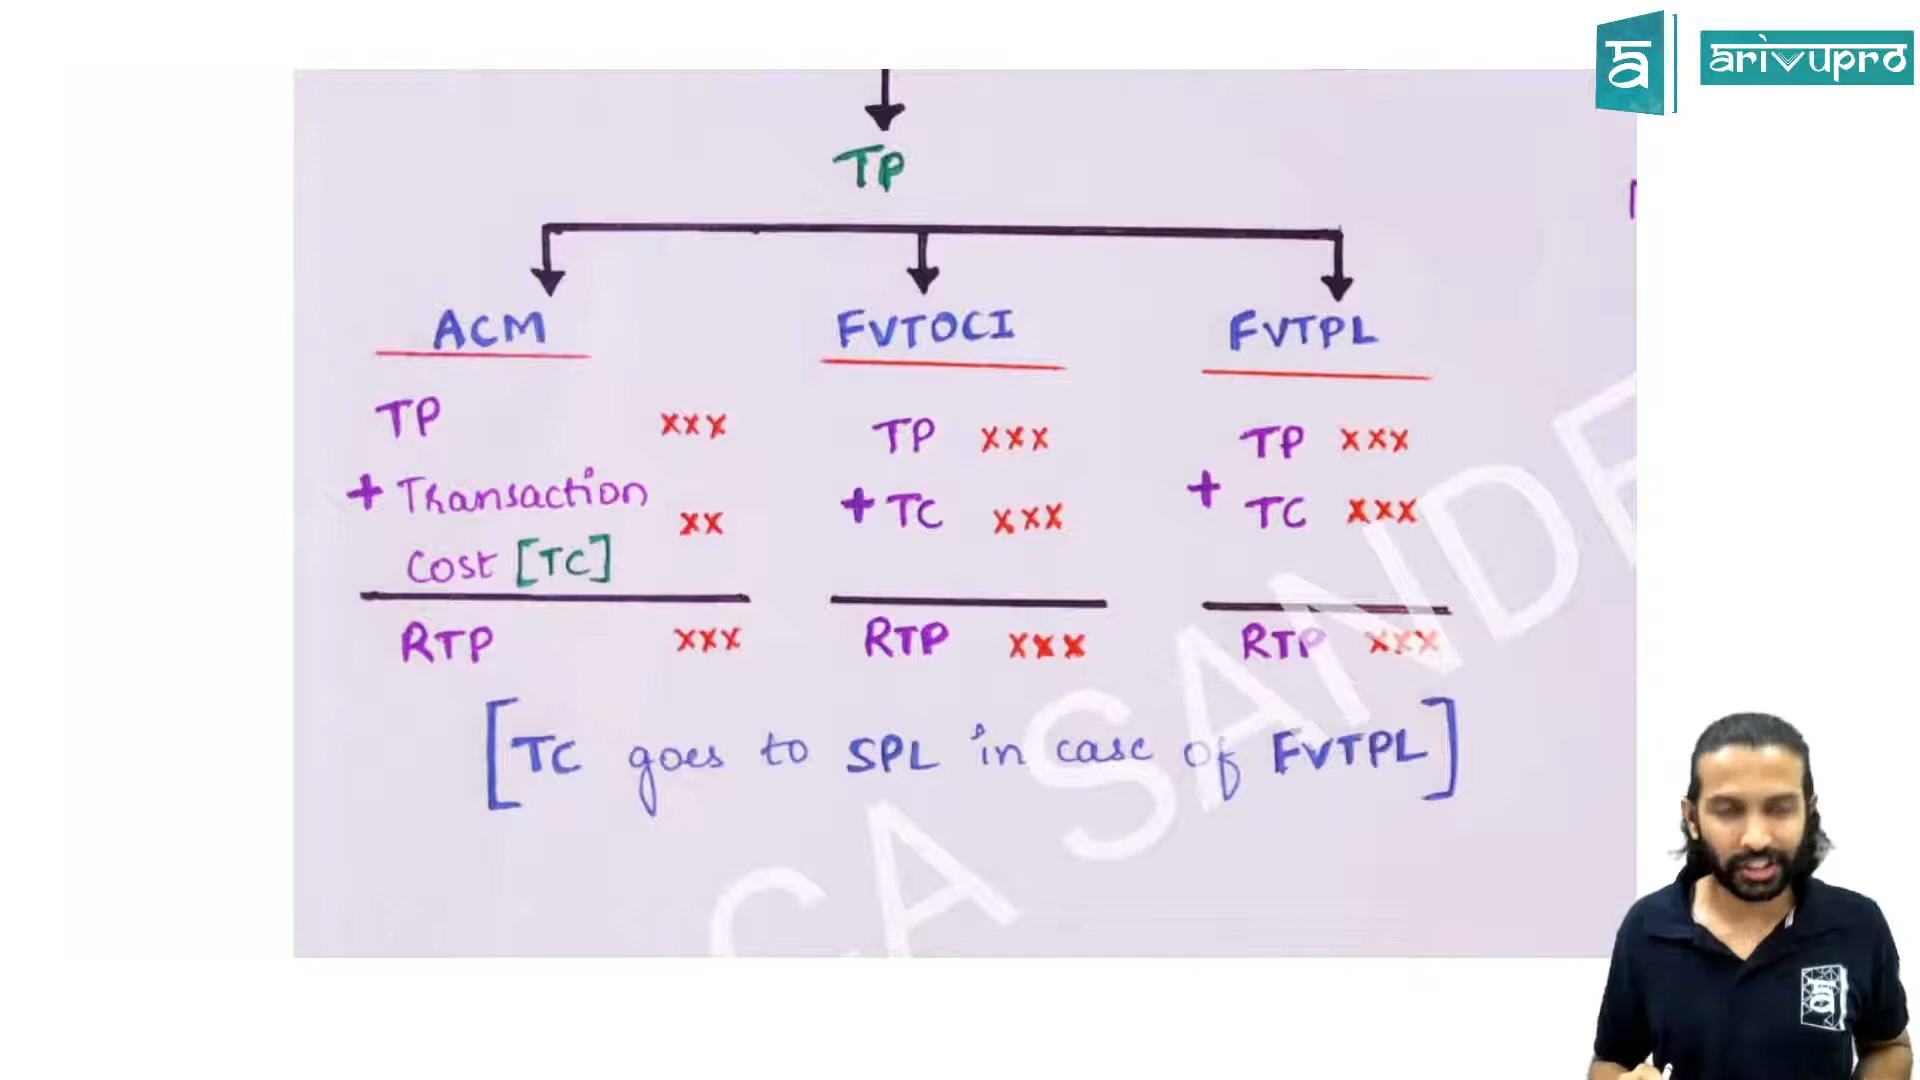 arivupro
TP
ACM FVTOCI FVTPL
TP xxx TP xxx TP xxx
+ Transaction xx + TC xxx + TC xxx
Cost [TC]
RTP xxx RTP xxx RTP xxx
[TC goes to SPL in case of FVTPL]
CA SANDE